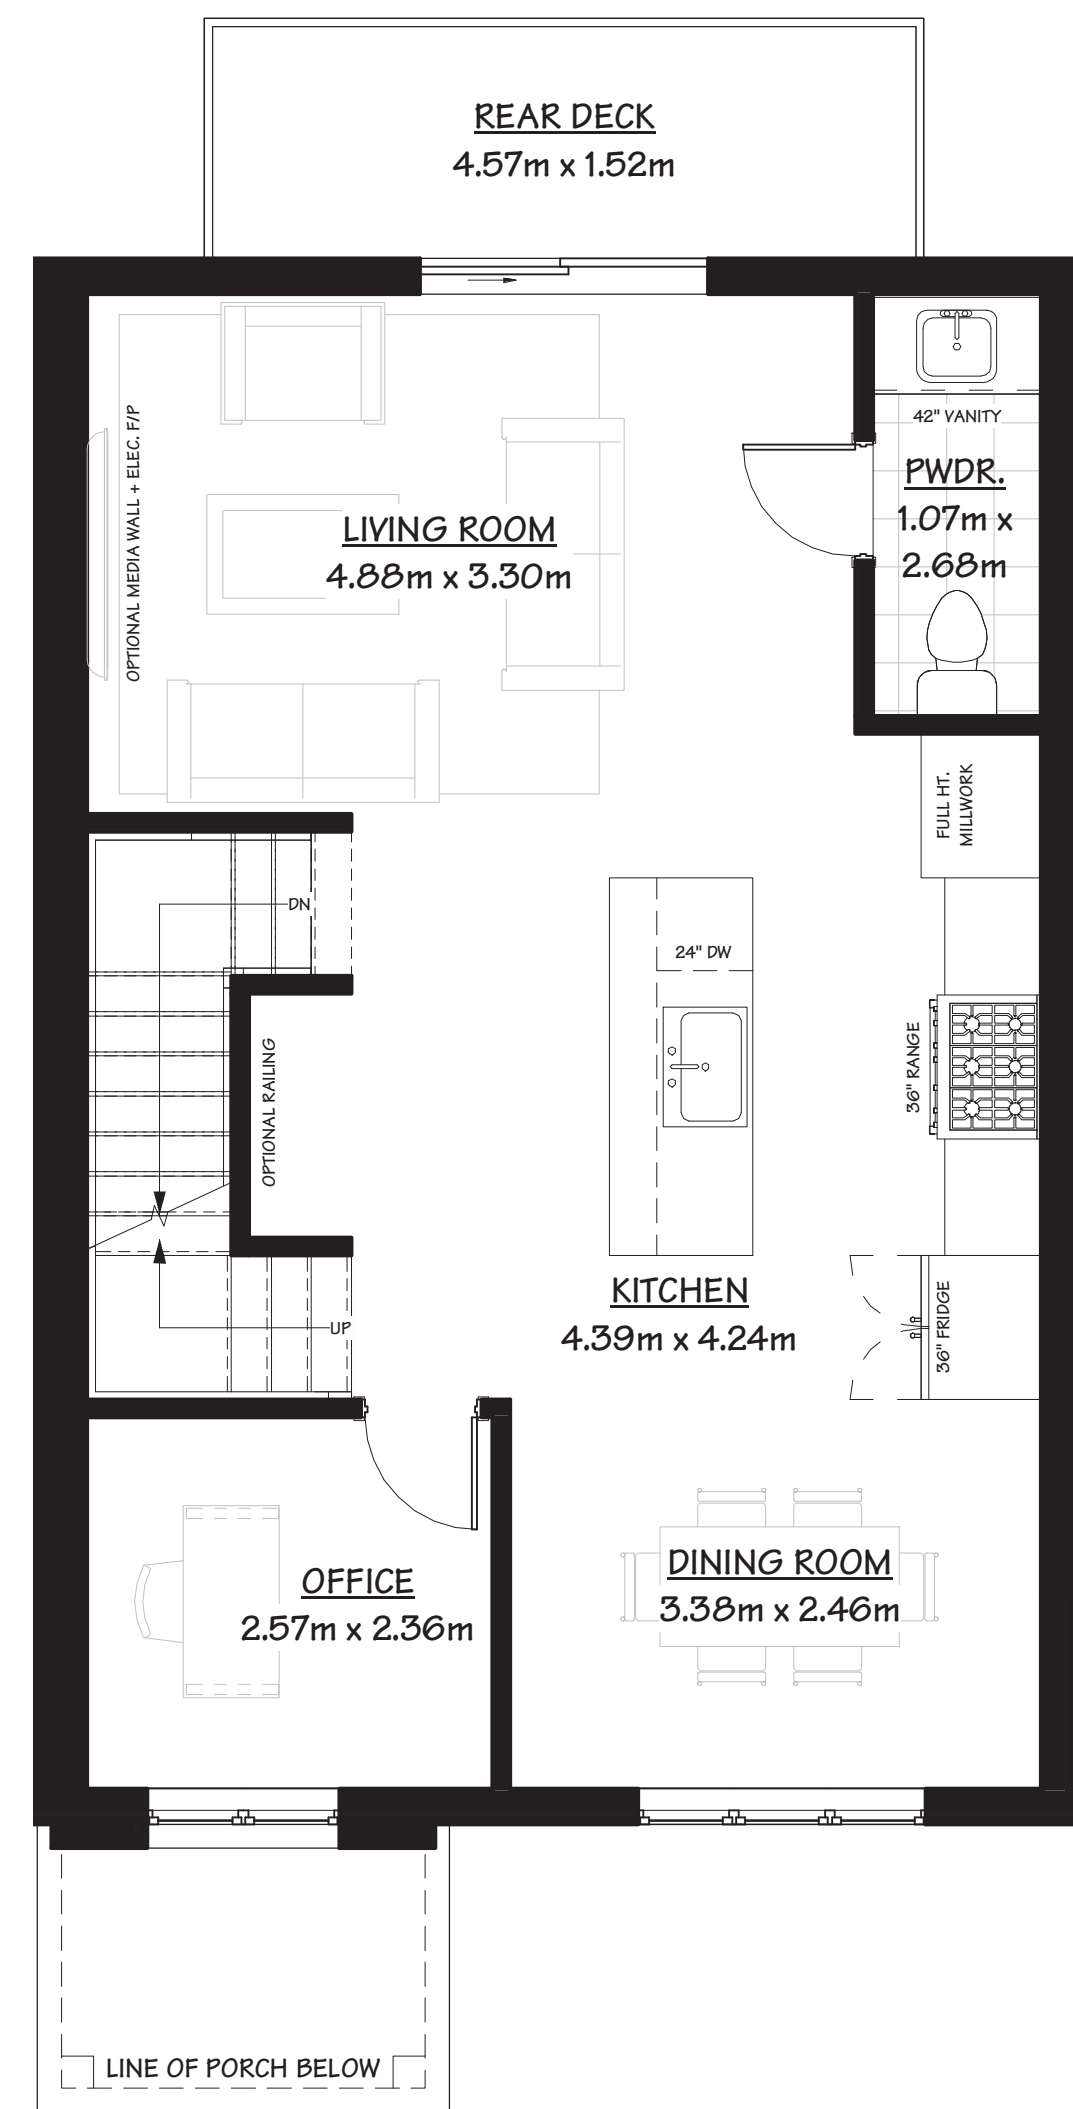 REAR DECK
4.57m x 1.52m
OPTIONAL MEDIA WALL + ELEC. F/P
LIVING ROOM
4.88m x 3.30m
42" VANITY
PWDR.
1.07m x
2.68m
FULL HT.
MILLWORK
DN
24" DW
36" RANGE
OPTIONAL RAILING
KITCHEN
4.39m x 4.24m
36" FRIDGE
UP
OFFICE
2.57m x 2.36m
DINING ROOM
3.38m x 2.46m
LINE OF PORCH BELOW